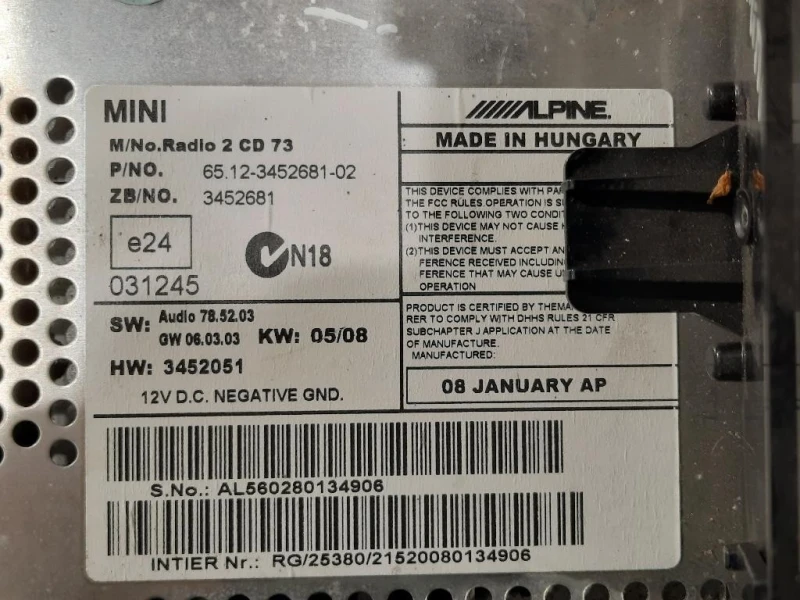 MINI
M/No.Radio 2 CD 73
P/NO. 65.12-3452681-02
ZB/NO. 3452681
e24
N18
031245
SW: Audio 78.52.03
GW 06.03.03 KW: 05/08
HW: 3452051
12V D.C. NEGATIVE GND.
ALPINE.
MADE IN HUNGARY
THIS DEVICE COMPLIES WITH
THE FCC RULES OPERATION IS
TO THE FOLLOWING TWO
(1)THIS DEVICE MAY NOT CAUSE
INTERFERENCE.
(2)THIS DEVICE MUST ACCEPT
FERENCE RECEIVED INCLUDING
FERENCE THAT MAY CAUSE
OPERATION
PRODUCT IS CERTIFIED BY
RER TO COMPLY WITH DHHS RULES 21 CFR
SUBCHAPTER J APPLICATION AT THE DATE
OF MANUFACTURE.
MANUFACTURED:
08 JANUARY AP
S.No.: AL560280134906
INTIER Nr.: RG/25380/21520080134906